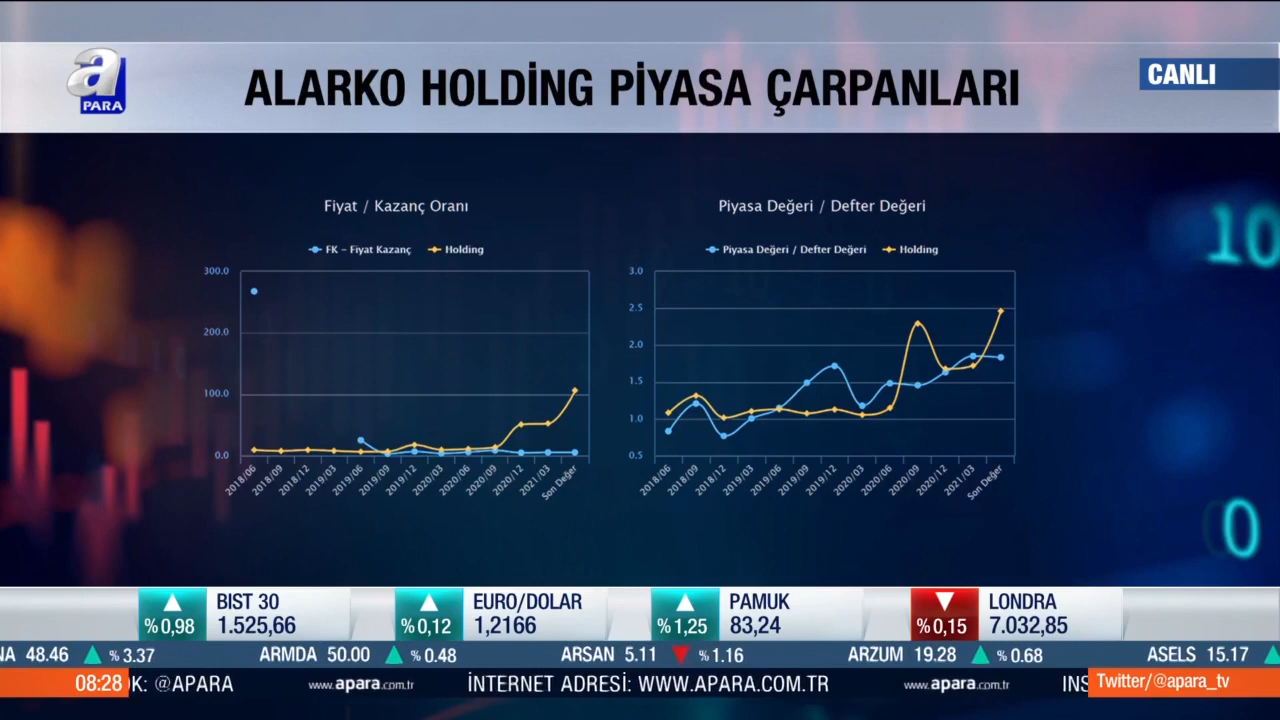 a
PARA
ALARKO HOLDİNG PİYASA ÇARPANLARI
CANLI
Fiyat / Kazanç Oranı
FK - Fiyat Kazanç
Holding
300.0
200.0
100.0
0.0
2018/06
2018/09
2018/12
2019/03
2019/06
2019/09
2019/12
2020/03
2020/06
2020/09
2020/12
2021/03
Son Değer
Piyasa Değeri / Defter Değeri
Piyasa Değeri / Defter Değeri
Holding
3.0
2.5
2.0
1.5
1.0
0.5
2018/06
2018/09
2018/12
2019/03
2019/06
2019/09
2019/12
2020/03
2020/06
2020/09
2020/12
2021/03
Son Değer
10
0
% 0,98 BIST 30 1.525,66
% 0,12 EURO/DOLAR 1,2166
% 1,25 PAMUK 83,24
% 0,15 LONDRA 7.032,85
NA 48.46 % 3.37 ARMDA 50.00 % 0.48 ARSAN 5.11 % 1.16 ARZUM 19.28 % 0.68 ASELS 15.17
08:28 OK: @APARA www.apara.com.tr İNTERNET ADRESİ: WWW.APARA.COM.TR www.apara.com.tr INS Twitter/@apara_tv